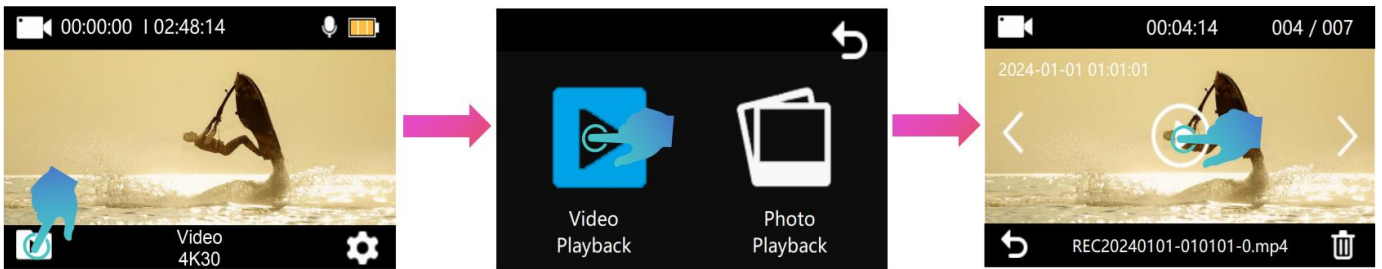 00:00:00 I 02:48:14
Video
4K30
Video
Playback
Photo
Playback
00:04:14 004 / 007
2024-01-01 01:01:01
REC20240101-010101-0.mp4